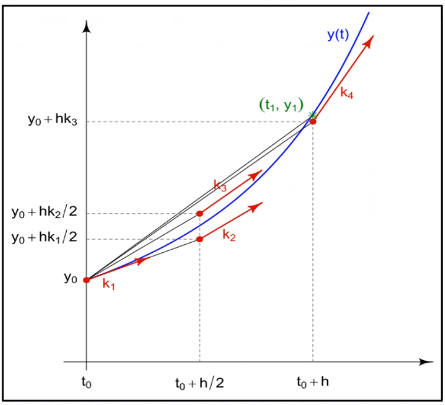 y(t)
(t₁, y₁)
k₄
y₀ + hk₃
k₃
y₀ + hk₂/2
y₀ + hk₁/2
k₂
y₀
k₁
t₀
t₀ + h/2
t₀ + h